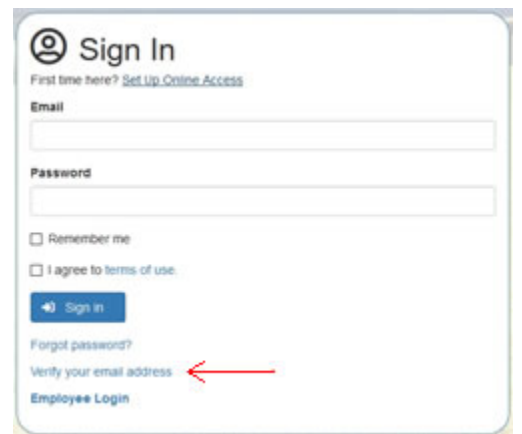 Sign In
First time here? Set Up Online Access
Email
Password
Remember me
I agree to terms of use.
Sign in
Forgot password?
Verify your email address
Employee Login